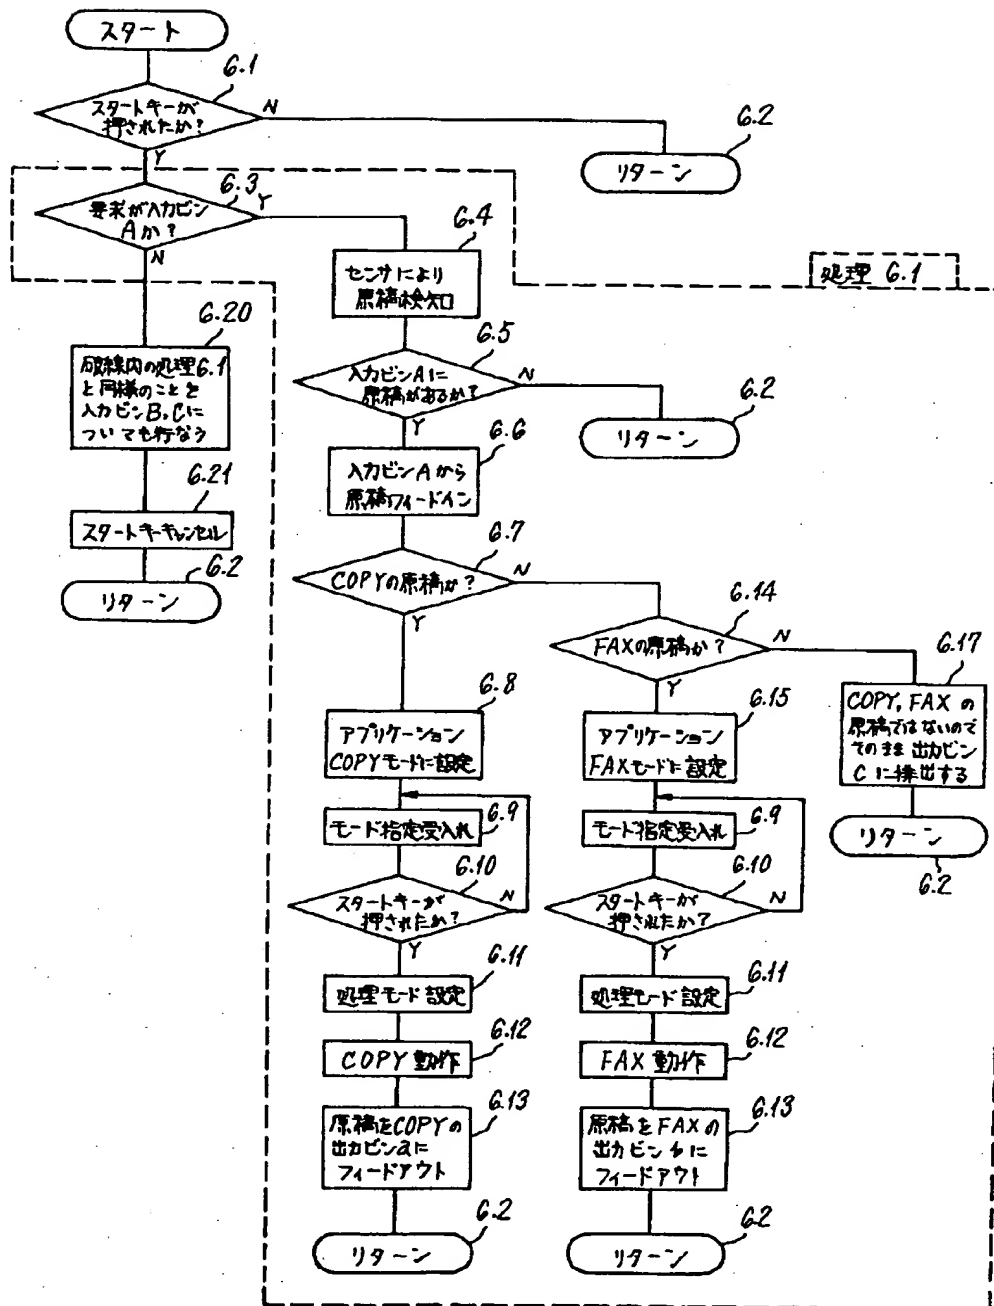 スタート
6.1
スタートキーが
押されたか?
N
Y
6.2
リターン
6.3
要求が入力ビン
Aか?
Y
N
処理 6.1
6.4
センサにより
原稿検知
6.5
入力ビンAに
原稿があるか?
N
Y
6.2
リターン
6.6
入力ビンAから
原稿フィードイン
6.20
破線内の処理6.1
と同様のことを
入力ビンB,Cに
ついても行なう
6.21
スタートキーキャンセル
6.2
リターン
6.7
COPYの原稿か?
N
Y
6.14
FAXの原稿か?
N
Y
6.17
COPY,FAXの
原稿ではないので
そのまま出力ビン
Cに排出する
リターン
6.2
6.8
アプリケーション
COPYモードに設定
6.9
モード指定受入れ
6.10
スタートキーが
押されたか?
N
Y
6.11
処理モード設定
6.12
COPY動作
6.13
原稿をCOPYの
出力ビンaに
フィードアウト
6.2
リターン
6.15
アプリケーション
FAXモードに設定
6.9
モード指定受入れ
6.10
スタートキーが
押されたか?
N
Y
6.11
処理モード設定
6.12
FAX動作
6.13
原稿をFAXの
出力ビンbに
フィードアウト
6.2
リターン